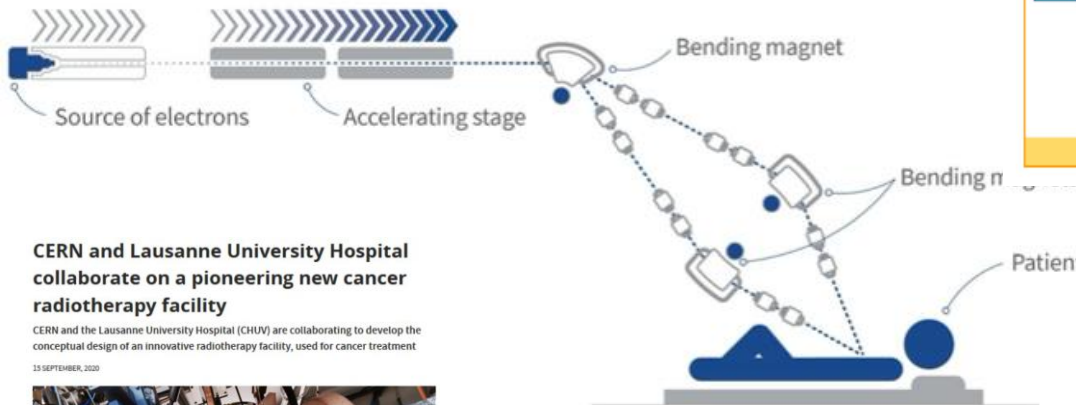 Bending magnet
Source of electrons
Accelerating stage
Bending
CERN and Lausanne University Hospital
collaborate on a pioneering new cancer
radiotherapy facility
CERN and the Lausanne University Hospital (CHUV) are collaborating to develop the
conceptual design of an innovative radiotherapy facility, used for cancer treatment
15 SEPTEMBER, 2020
Patien